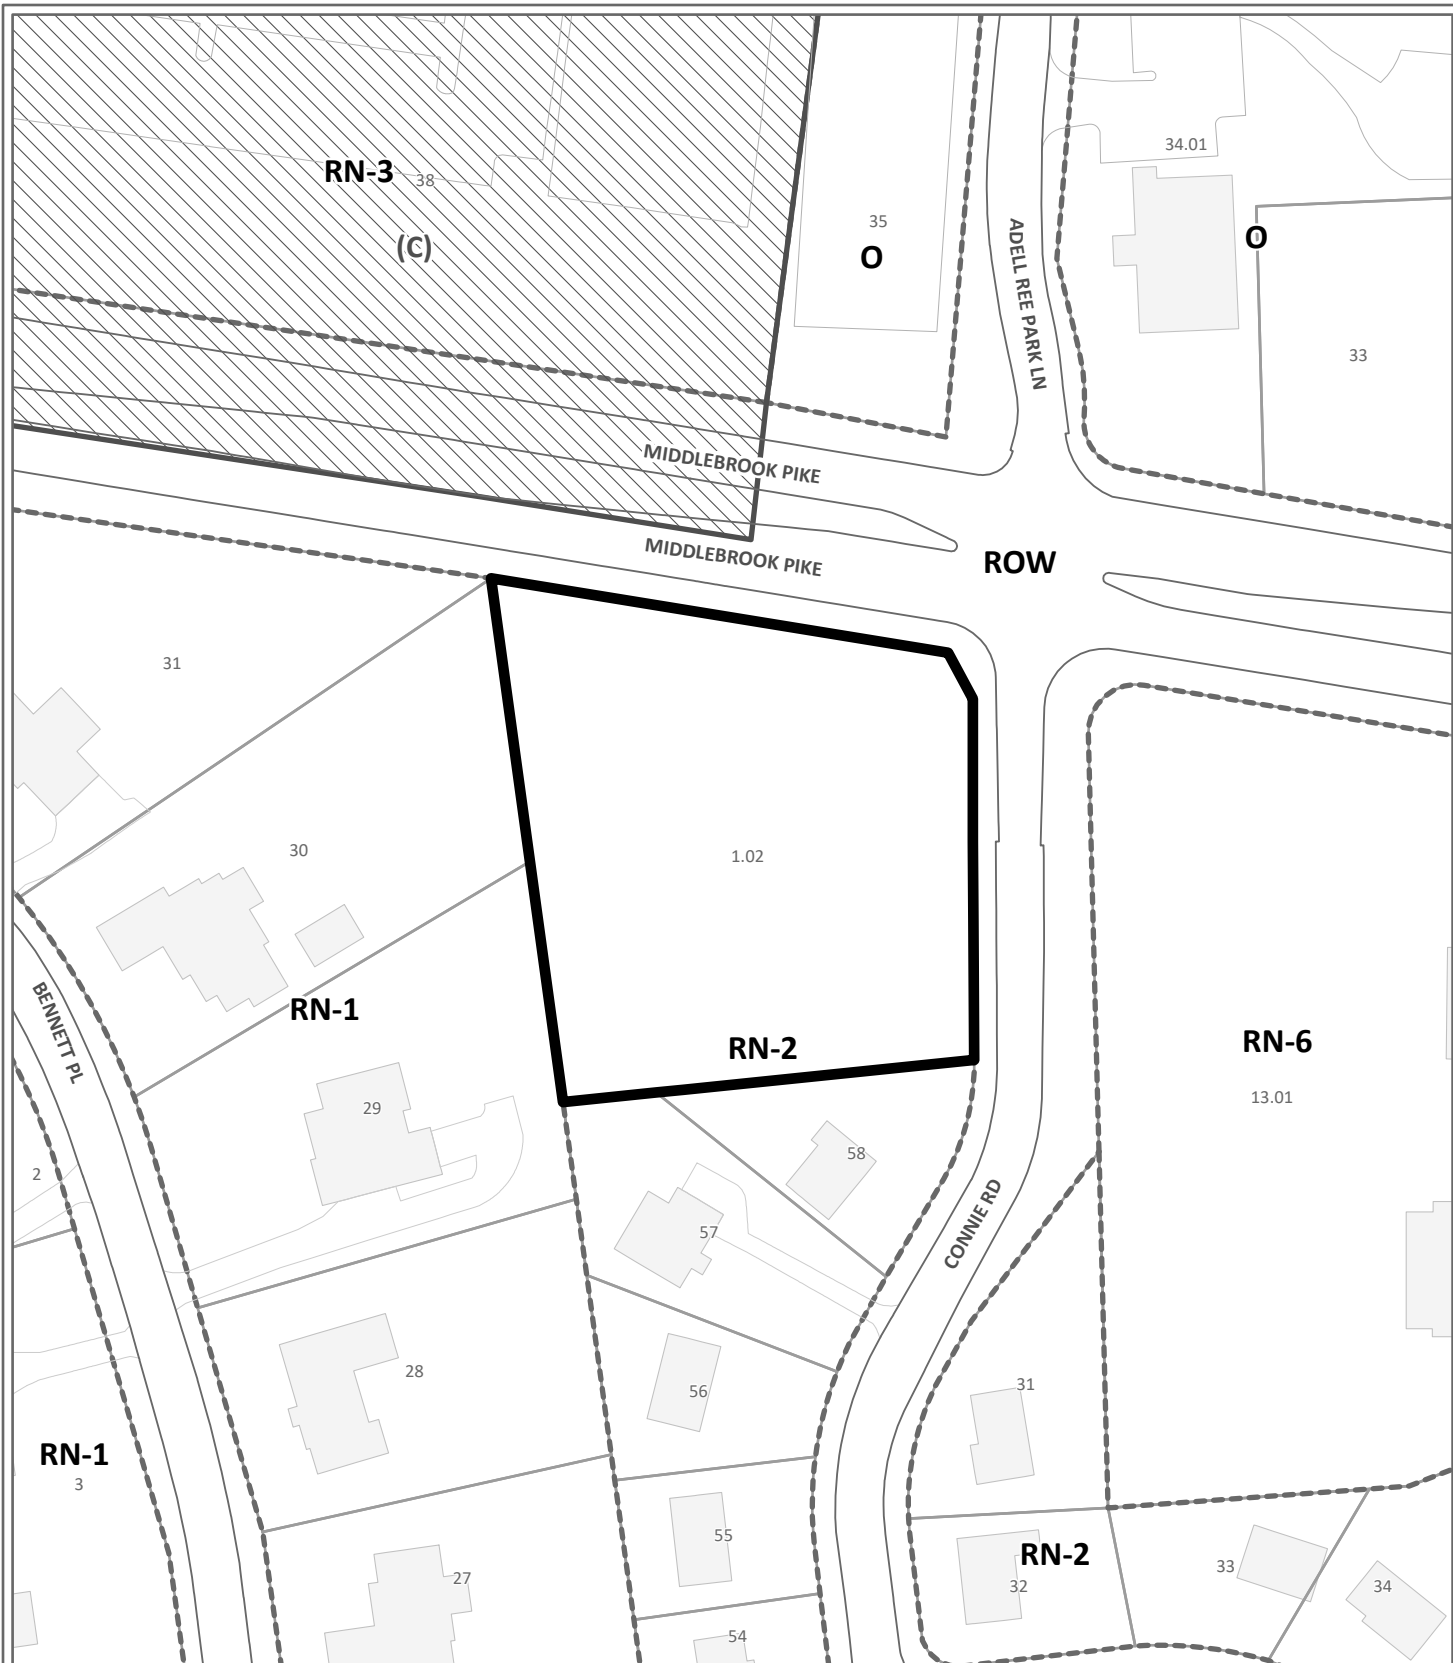 34.01
RN-3
38
35
O
O
(C)
ADELL REE PARK LN
33
MIDDLEBROOK PIKE
MIDDLEBROOK PIKE
ROW
31
30
1.02
BENNETT PL
RN-1
RN-2
RN-6
13.01
29
2
58
57
CONNIE RD
28
56
31
RN-1
3
55
RN-2
32
33
34
27
54